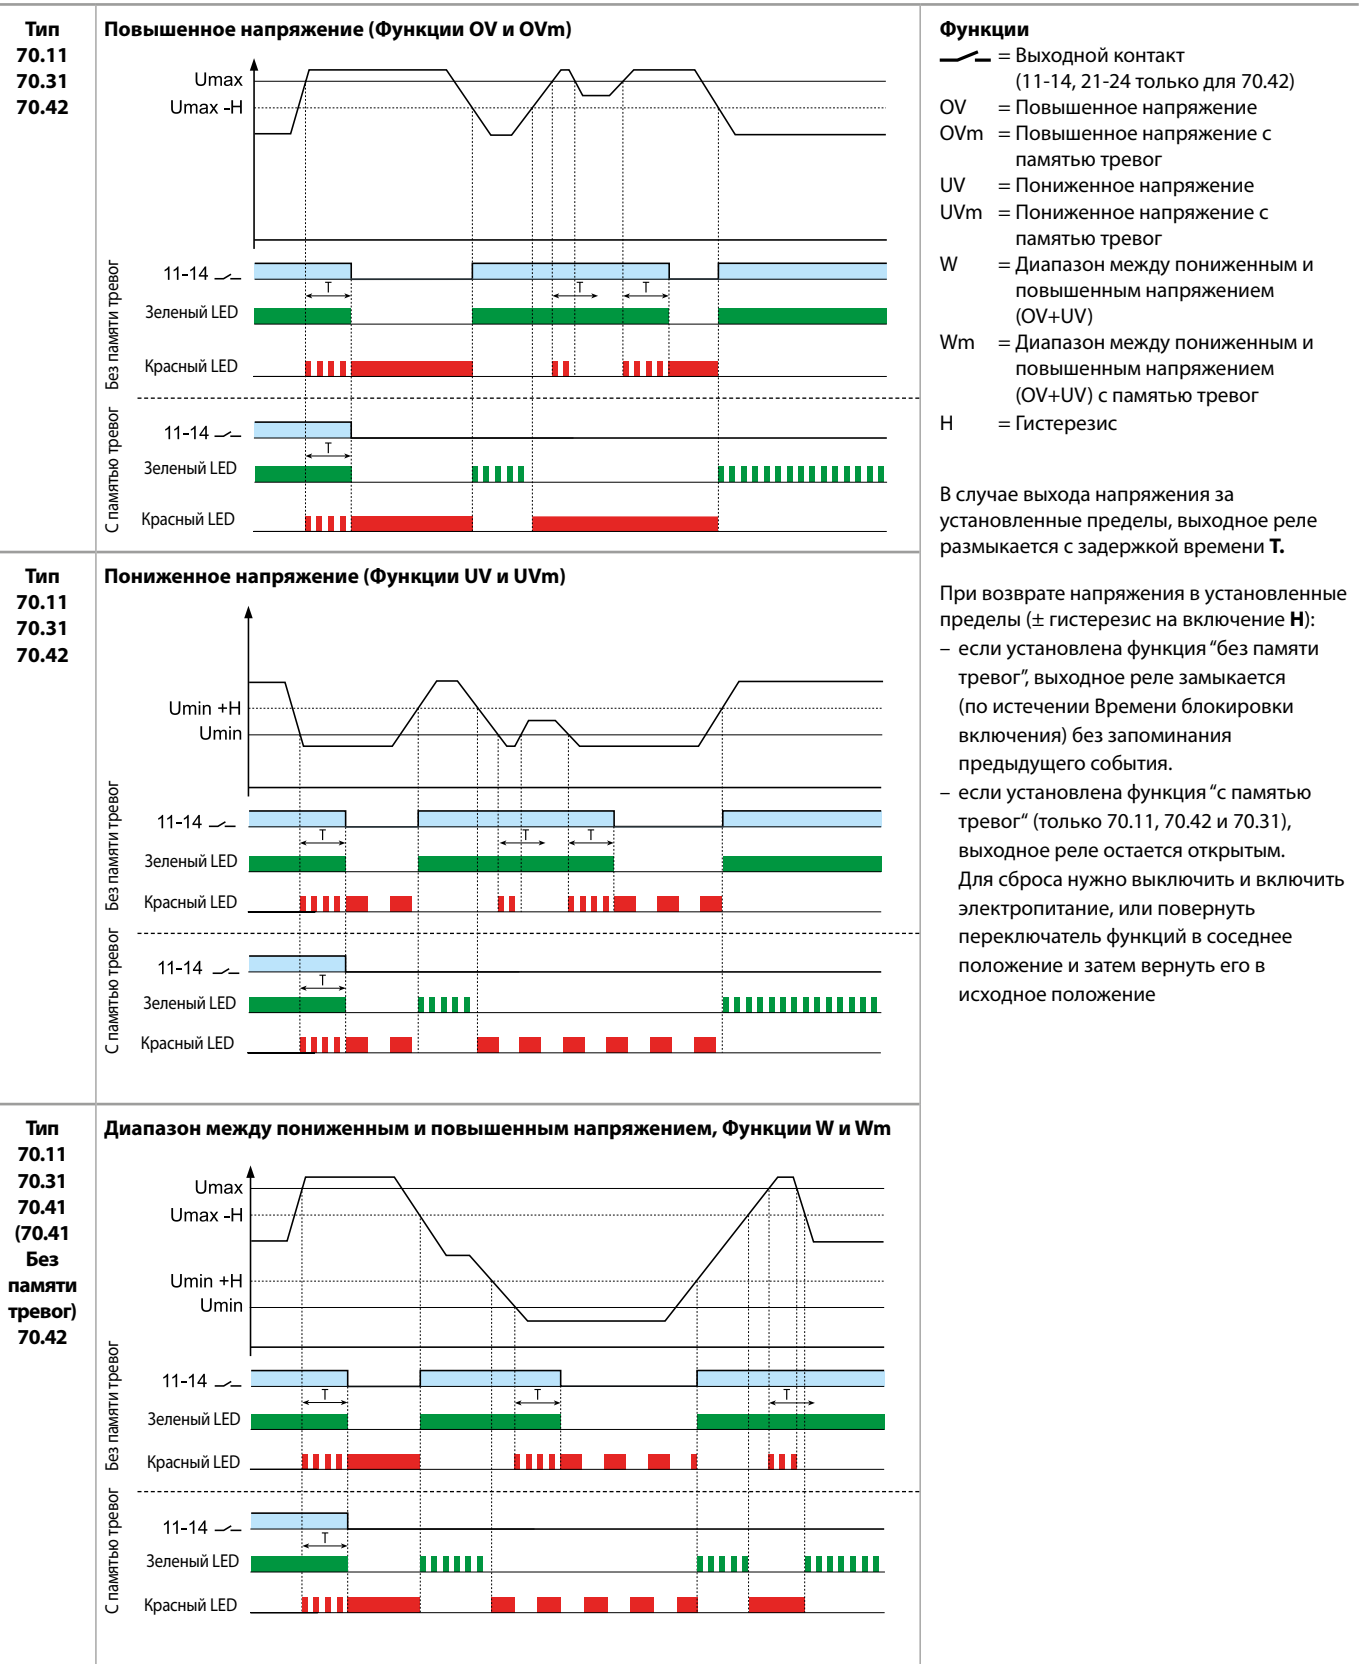 Тип
70.11
70.31
70.42
Повышенное напряжение (Функции OV и OVm)
Umax
Umax -H
Без памяти тревог
11-14
T
T
T
Зеленый LED
Красный LED
С памятью тревог
11-14
T
Зеленый LED
Красный LED
Тип
70.11
70.31
70.42
Пониженное напряжение (Функции UV и UVm)
Umin +H
Umin
Без памяти тревог
11-14
T
T
T
Зеленый LED
Красный LED
С памятью тревог
11-14
T
Зеленый LED
Красный LED
Тип
70.11
70.31
70.41
(70.41
Без
памяти
тревог)
70.42
Диапазон между пониженным и повышенным напряжением, Функции W и Wm
Umax
Umax -H
Umin +H
Umin
Без памяти тревог
11-14
T
T
T
Зеленый LED
Красный LED
С памятью тревог
11-14
T
Зеленый LED
Красный LED
Функции
= Выходной контакт
(11-14, 21-24 только для 70.42)
OV = Повышенное напряжение
OVm = Повышенное напряжение с
памятью тревог
UV = Пониженное напряжение
UVm = Пониженное напряжение с
памятью тревог
W = Диапазон между пониженным и
повышенным напряжением
(OV+UV)
Wm = Диапазон между пониженным и
повышенным напряжением
(OV+UV) с памятью тревог
H = Гистерезис
В случае выхода напряжения за
установленные пределы, выходное реле
размыкается с задержкой времени T.
При возврате напряжения в установленные
пределы (± гистерезис на включение H):
– если установлена функция “без памяти
тревог”, выходное реле замыкается
(по истечении Времени блокировки
включения) без запоминания
предыдущего события.
– если установлена функция “с памятью
тревог“ (только 70.11, 70.42 и 70.31),
выходное реле остается открытым.
Для сброса нужно выключить и включить
электропитание, или повернуть
переключатель функций в соседнее
положение и затем вернуть его в
исходное положение